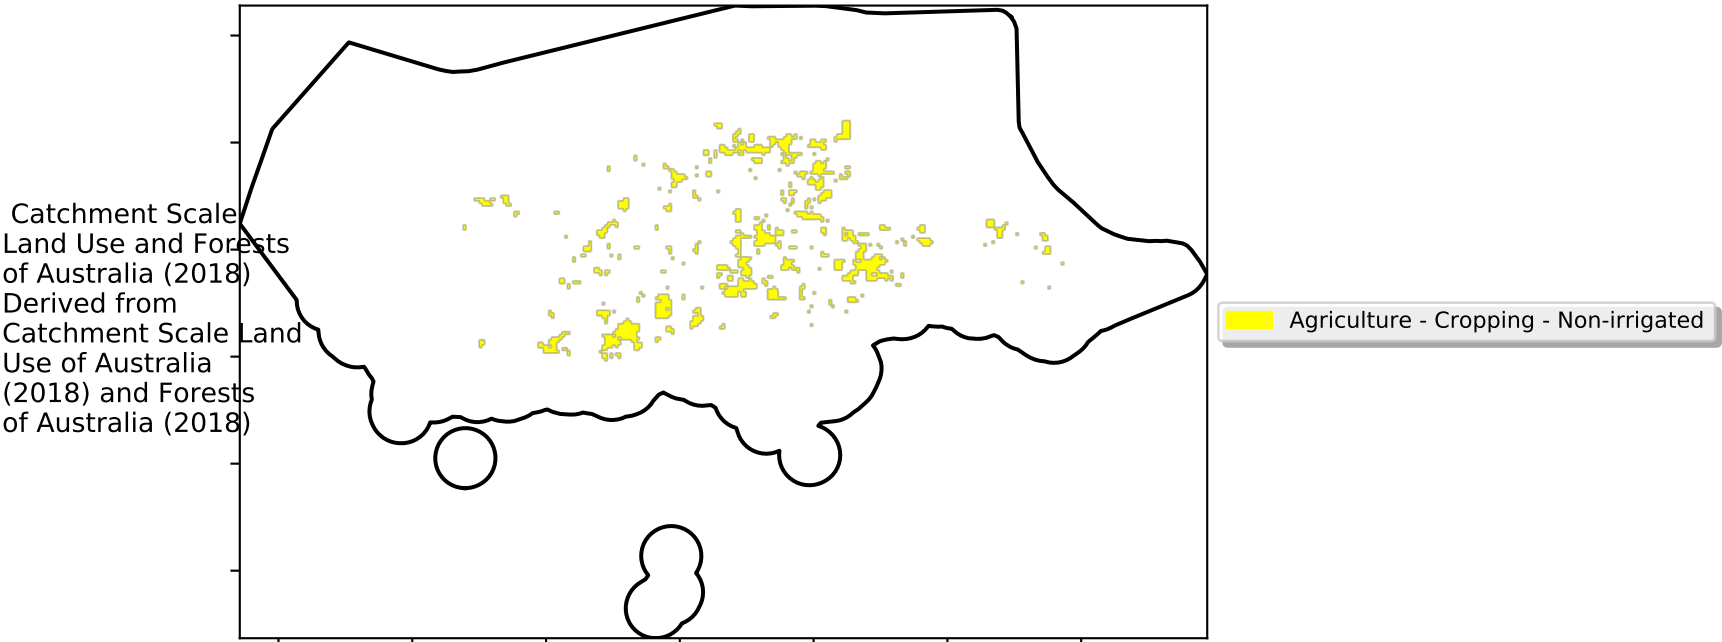 Catchment Scale
Land Use and Forests
of Australia (2018)
Derived from
Catchment Scale Land
Use of Australia
(2018) and Forests
of Australia (2018)
Agriculture - Cropping - Non-irrigated